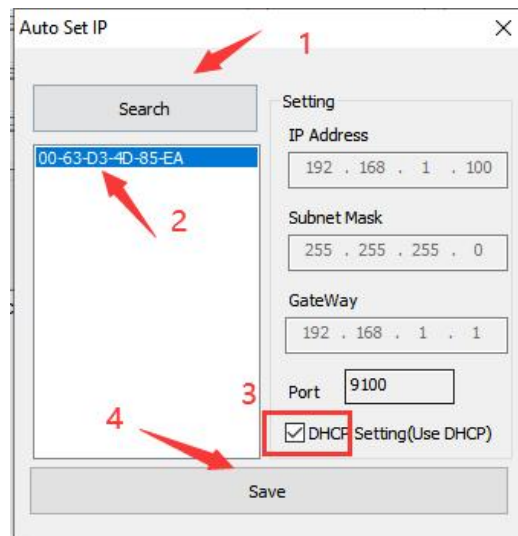 Auto Set IP
1
Search
Setting
IP Address
00-63-D3-4D-85-EA
192 . 168 . 1 . 100
2
Subnet Mask
255 . 255 . 255 . 0
GateWay
192 . 168 . 1 . 1
3
Port 9100
4
DHCP Setting(Use DHCP)
Save